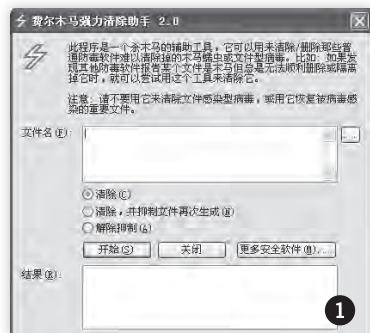 费尔木马强力清除助手 2.0
此程序是一个杀木马的辅助工具，它可以用来清除/删除那些普
通防毒软件难以清除掉的木马蠕虫或文件型病毒。比如：如果发
现其他防毒软件报告某个文件是木马但总是无法顺利删除或隔离
掉它时，就可以尝试用这个工具来清除它。
注意：请不要用它来清除文件感染型病毒，或用它恢复被病毒感
染的重要文件。
文件名(F):
...
清除(C)
清除，并抑制文件再次生成(N)
解除抑制(A)
开始(S) 关闭 更多安全软件(M)...
结果(R):
1